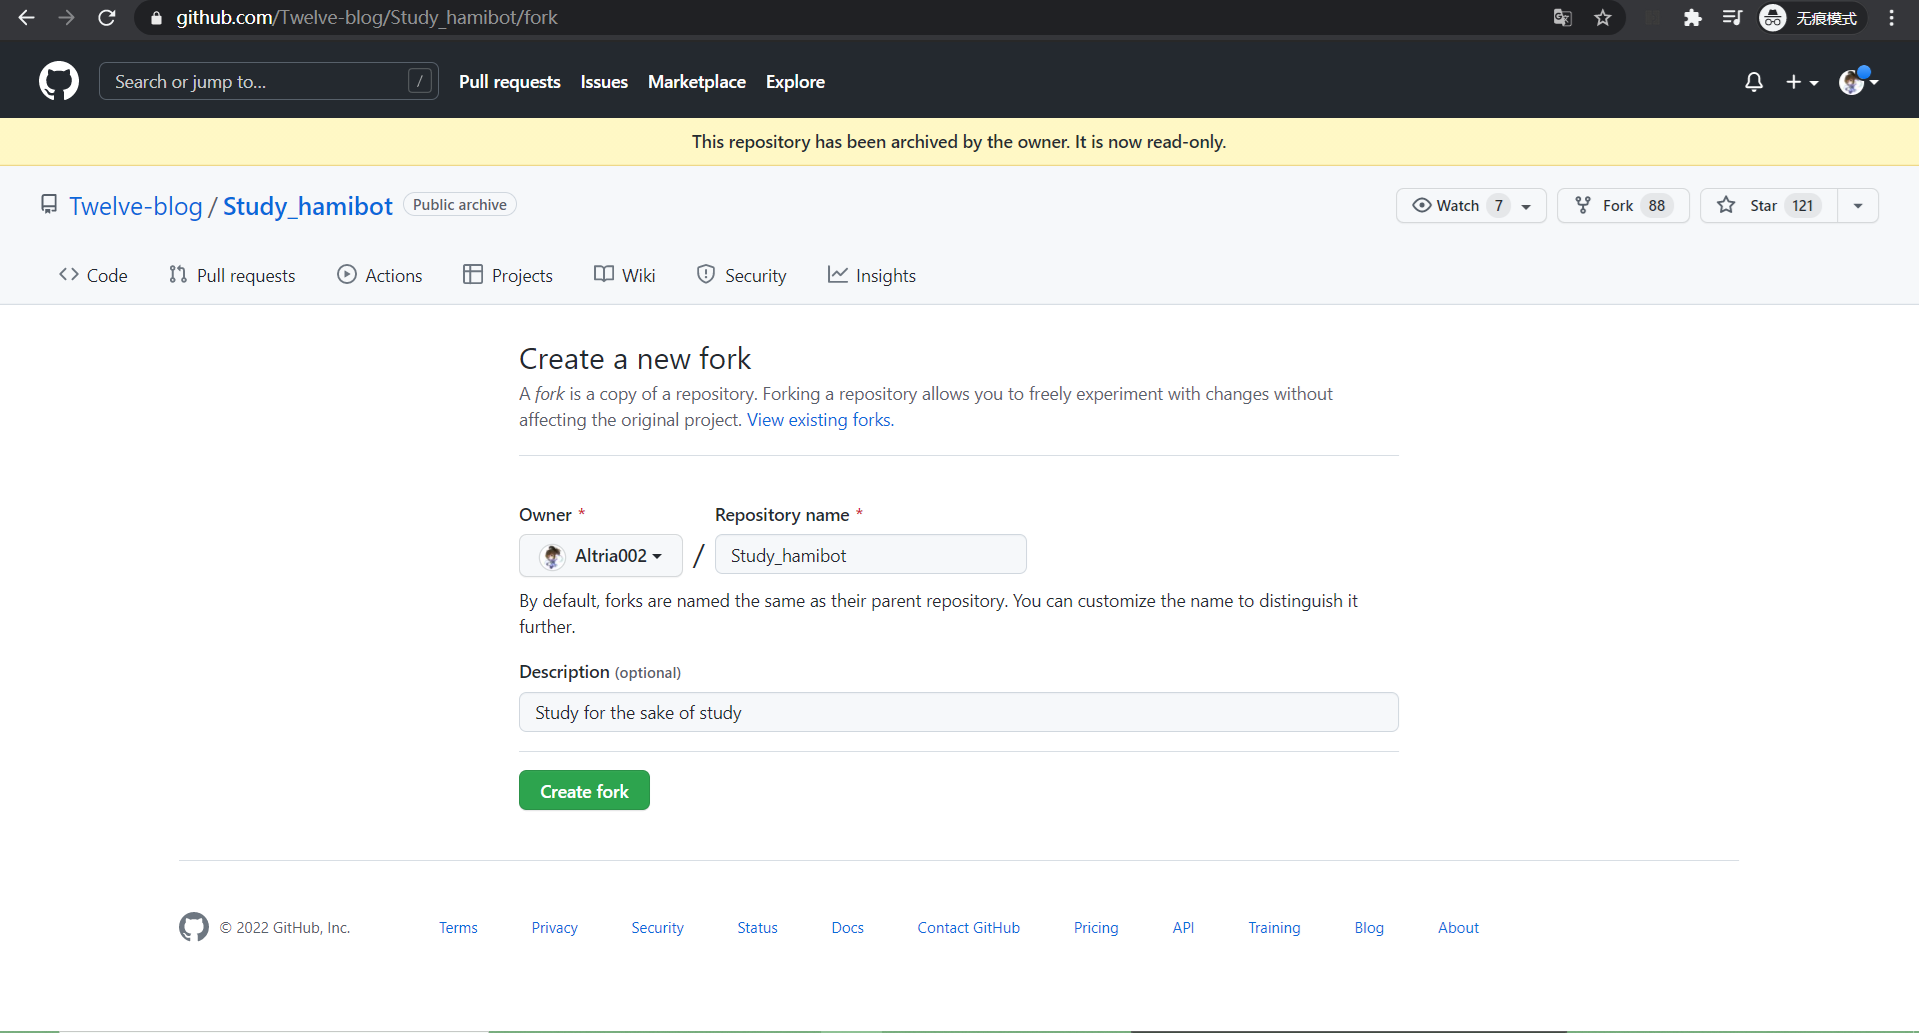 github.com/Twelve-blog/Study_hamibot/fork
无痕模式
Search or jump to...
/
Pull requests
Issues
Marketplace
Explore
This repository has been archived by the owner. It is now read-only.
Twelve-blog / Study_hamibot
Public archive
Watch 7
Fork 88
Star 121
Code
Pull requests
Actions
Projects
Wiki
Security
Insights
Create a new fork
A fork is a copy of a repository. Forking a repository allows you to freely experiment with changes without
affecting the original project. View existing forks.
Owner *
Repository name *
Altria002
/
Study_hamibot
By default, forks are named the same as their parent repository. You can customize the name to distinguish it
further.
Description (optional)
Study for the sake of study
Create fork
© 2022 GitHub, Inc.
Terms
Privacy
Security
Status
Docs
Contact GitHub
Pricing
API
Training
Blog
About